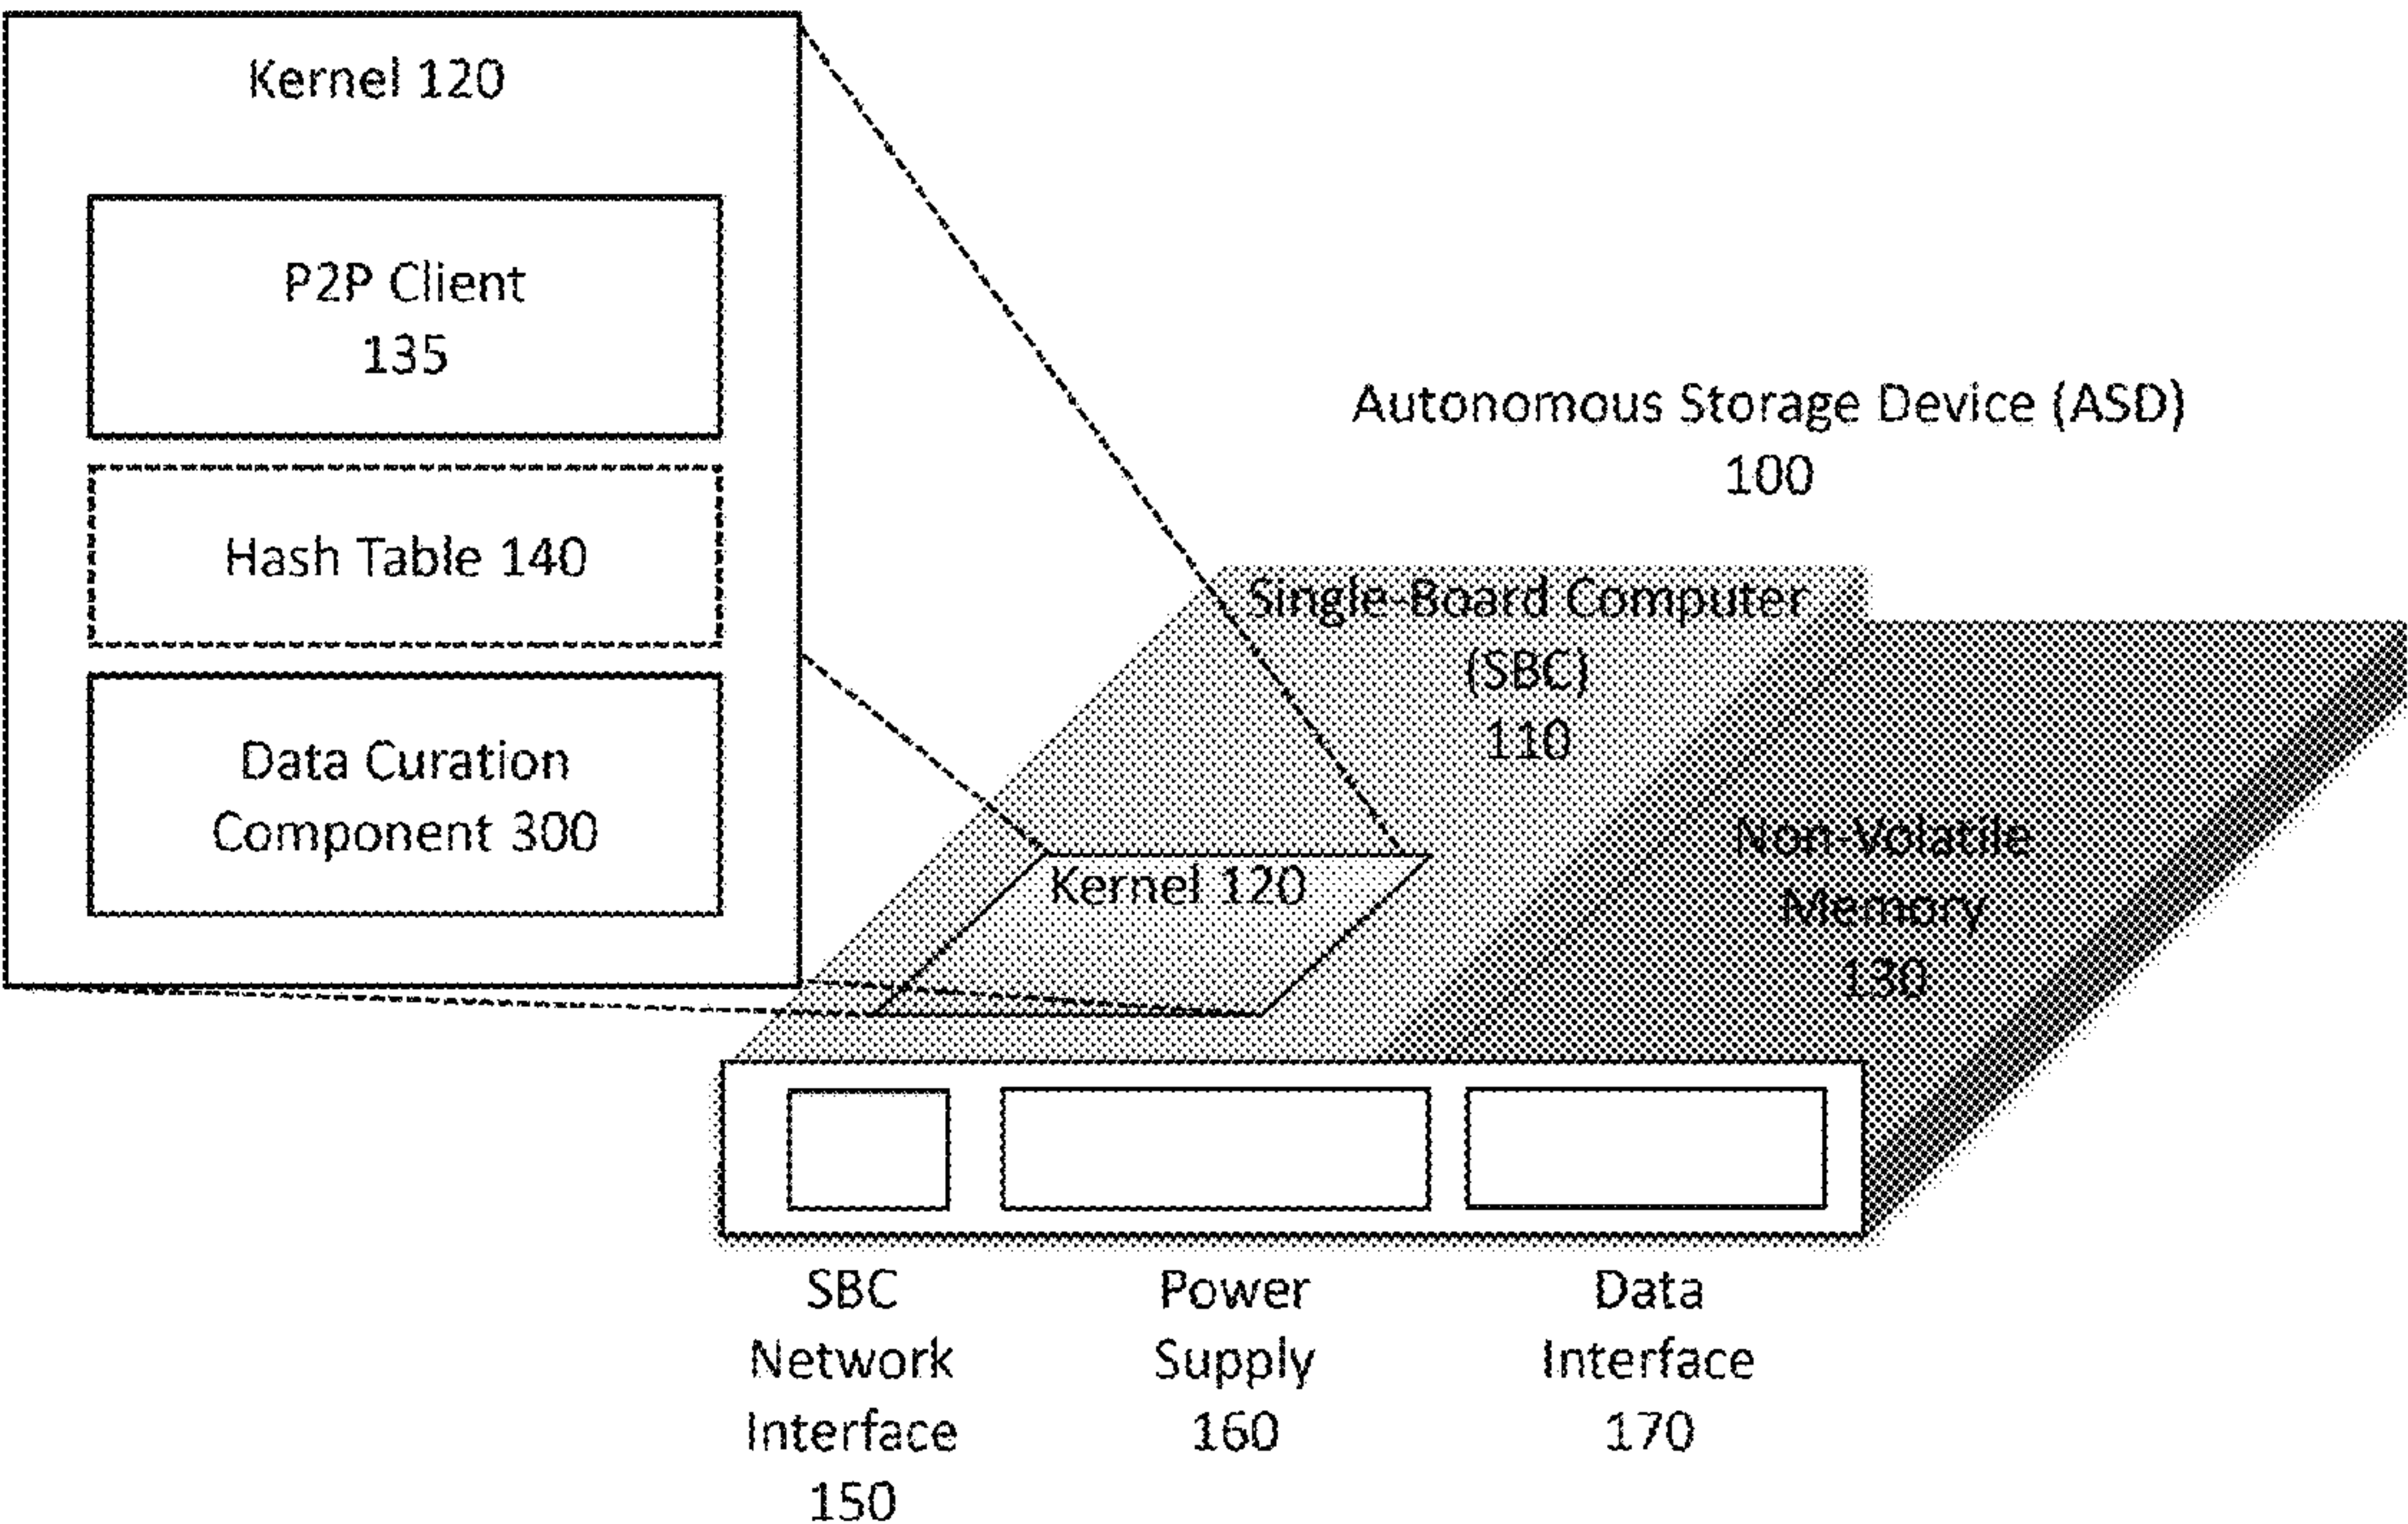 Kernel 120
P2P Client
135
Hash Table 140
Data Curation
Component 300
Autonomous Storage Device (ASD)
100
Single-Board Computer
(SBC)
110
Non-Volatile
Memory
130
Kernel 120
SBC
Network
Interface
150
Power
Supply
160
Data
Interface
170